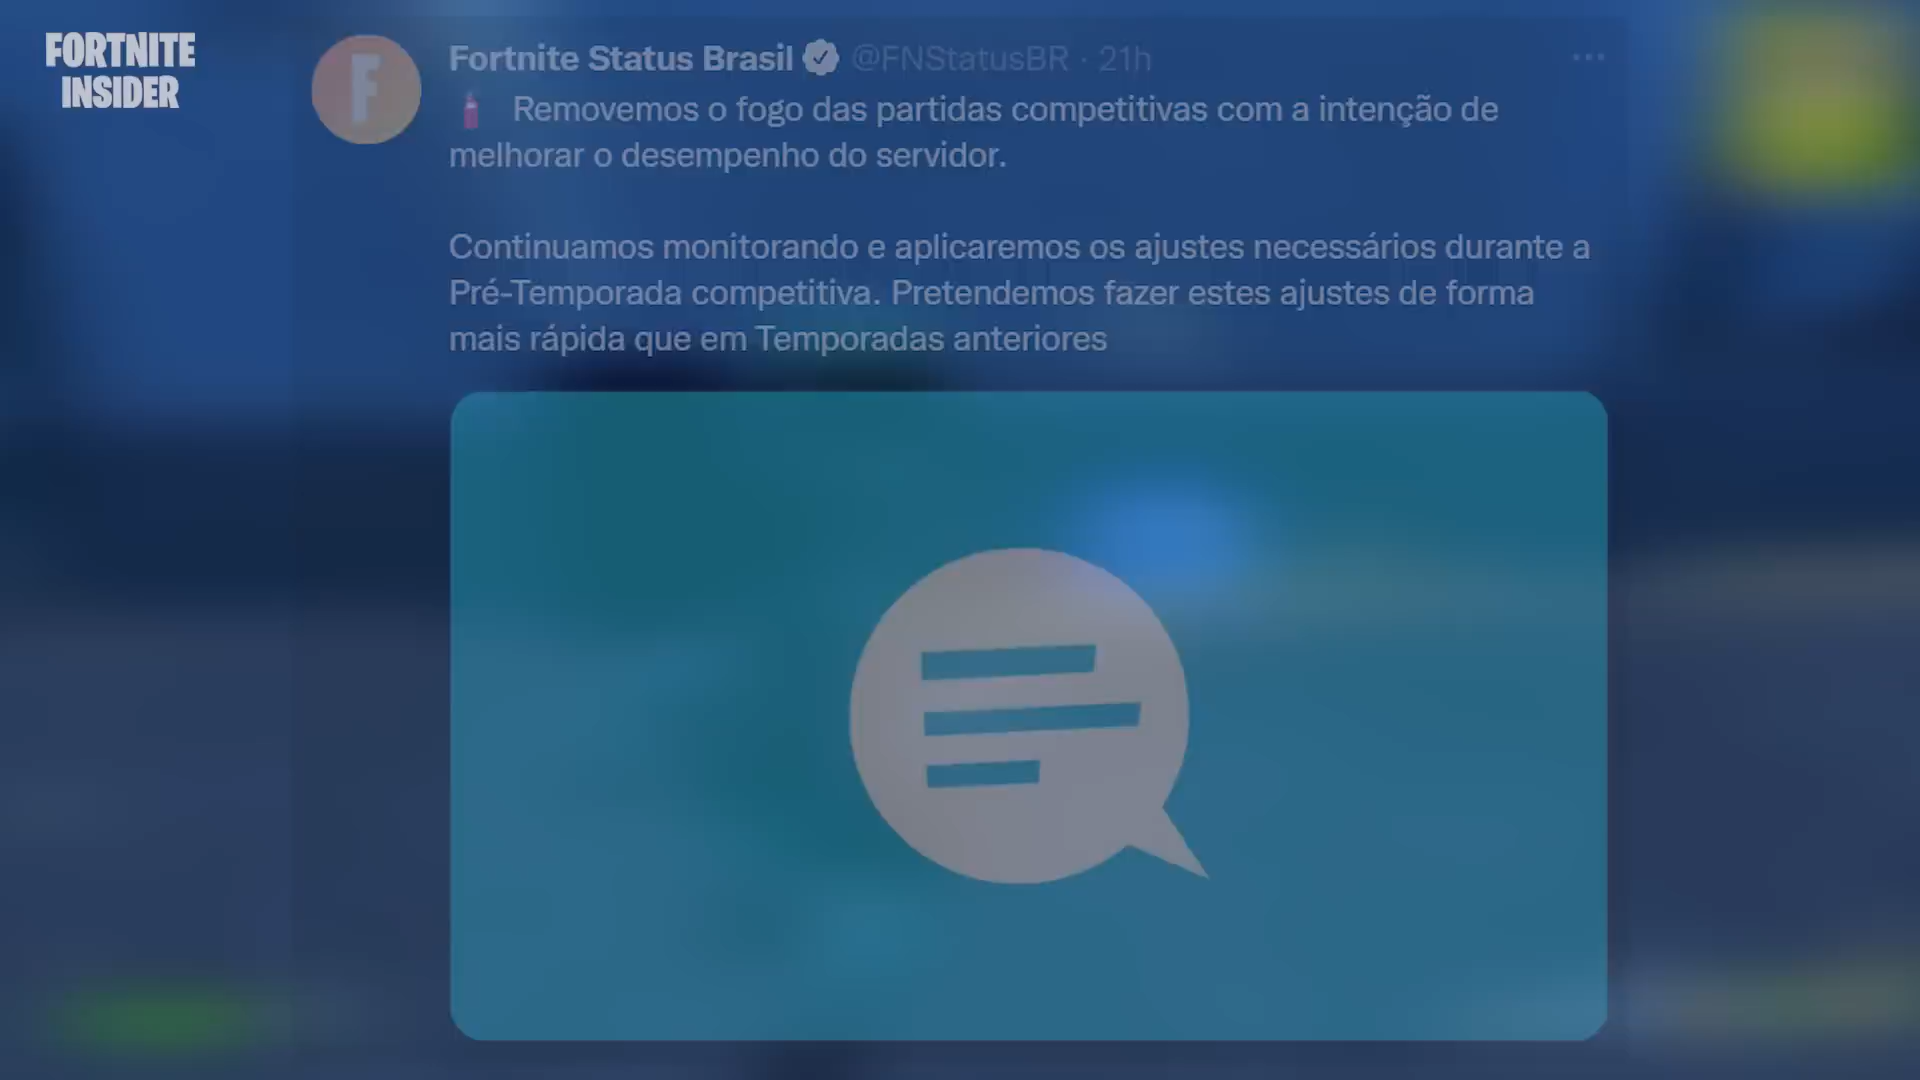 FORTNITE
INSIDER
Fortnite Status Brasil @FNStatusBR · 21h
Removemos o fogo das partidas competitivas com a intenção de
melhorar o desempenho do servidor.
Continuamos monitorando e aplicaremos os ajustes necessários durante a
Pré-Temporada competitiva. Pretendemos fazer estes ajustes de forma
mais rápida que em Temporadas anteriores